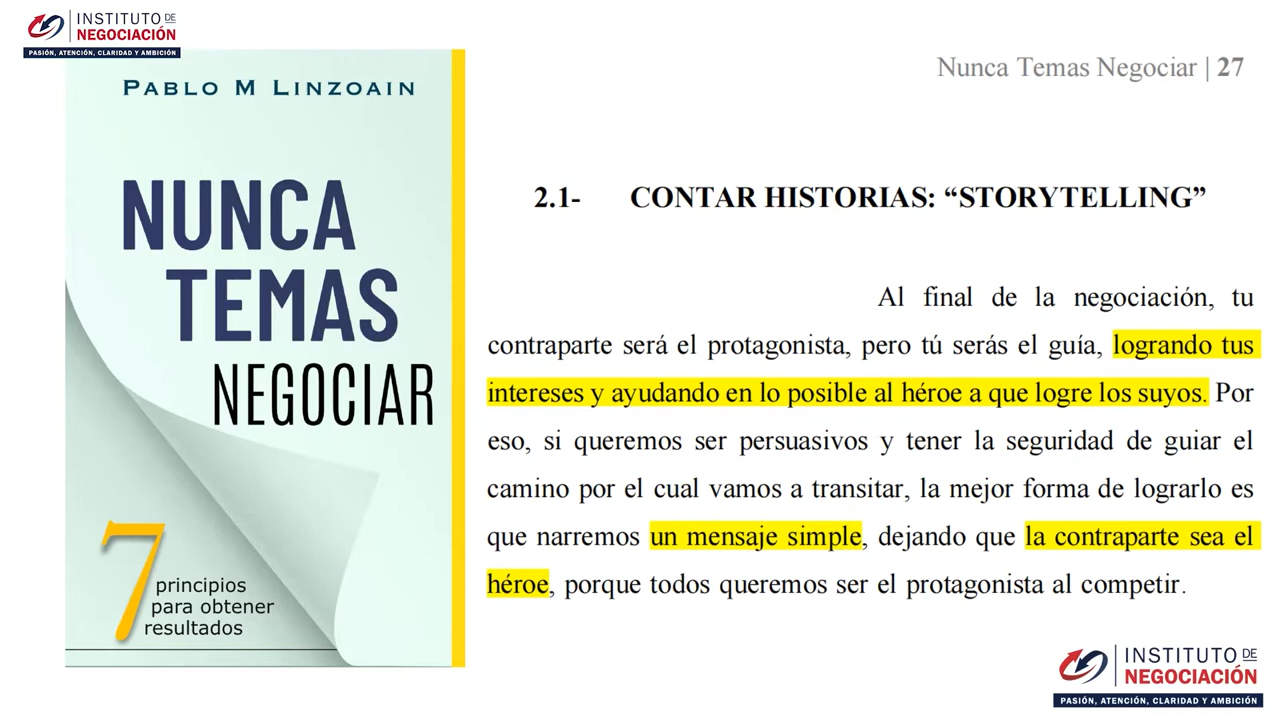 INSTITUTO DE
NEGOCIACIÓN
PASIÓN, ATENCIÓN, CLARIDAD Y AMBICIÓN
PABLO M LINZOAIN
NUNCA
TEMAS
NEGOCIAR
7 principios
para obtener
resultados
Nunca Temas Negociar | 27
2.1- CONTAR HISTORIAS: “STORYTELLING”
Al final de la negociación, tu
contraparte será el protagonista, pero tú serás el guía, logrando tus
intereses y ayudando en lo posible al héroe a que logre los suyos. Por
eso, si queremos ser persuasivos y tener la seguridad de guiar el
camino por el cual vamos a transitar, la mejor forma de lograrlo es
que narremos un mensaje simple, dejando que la contraparte sea el
héroe, porque todos queremos ser el protagonista al competir.
INSTITUTO DE
NEGOCIACIÓN
PASIÓN, ATENCIÓN, CLARIDAD Y AMBICIÓN